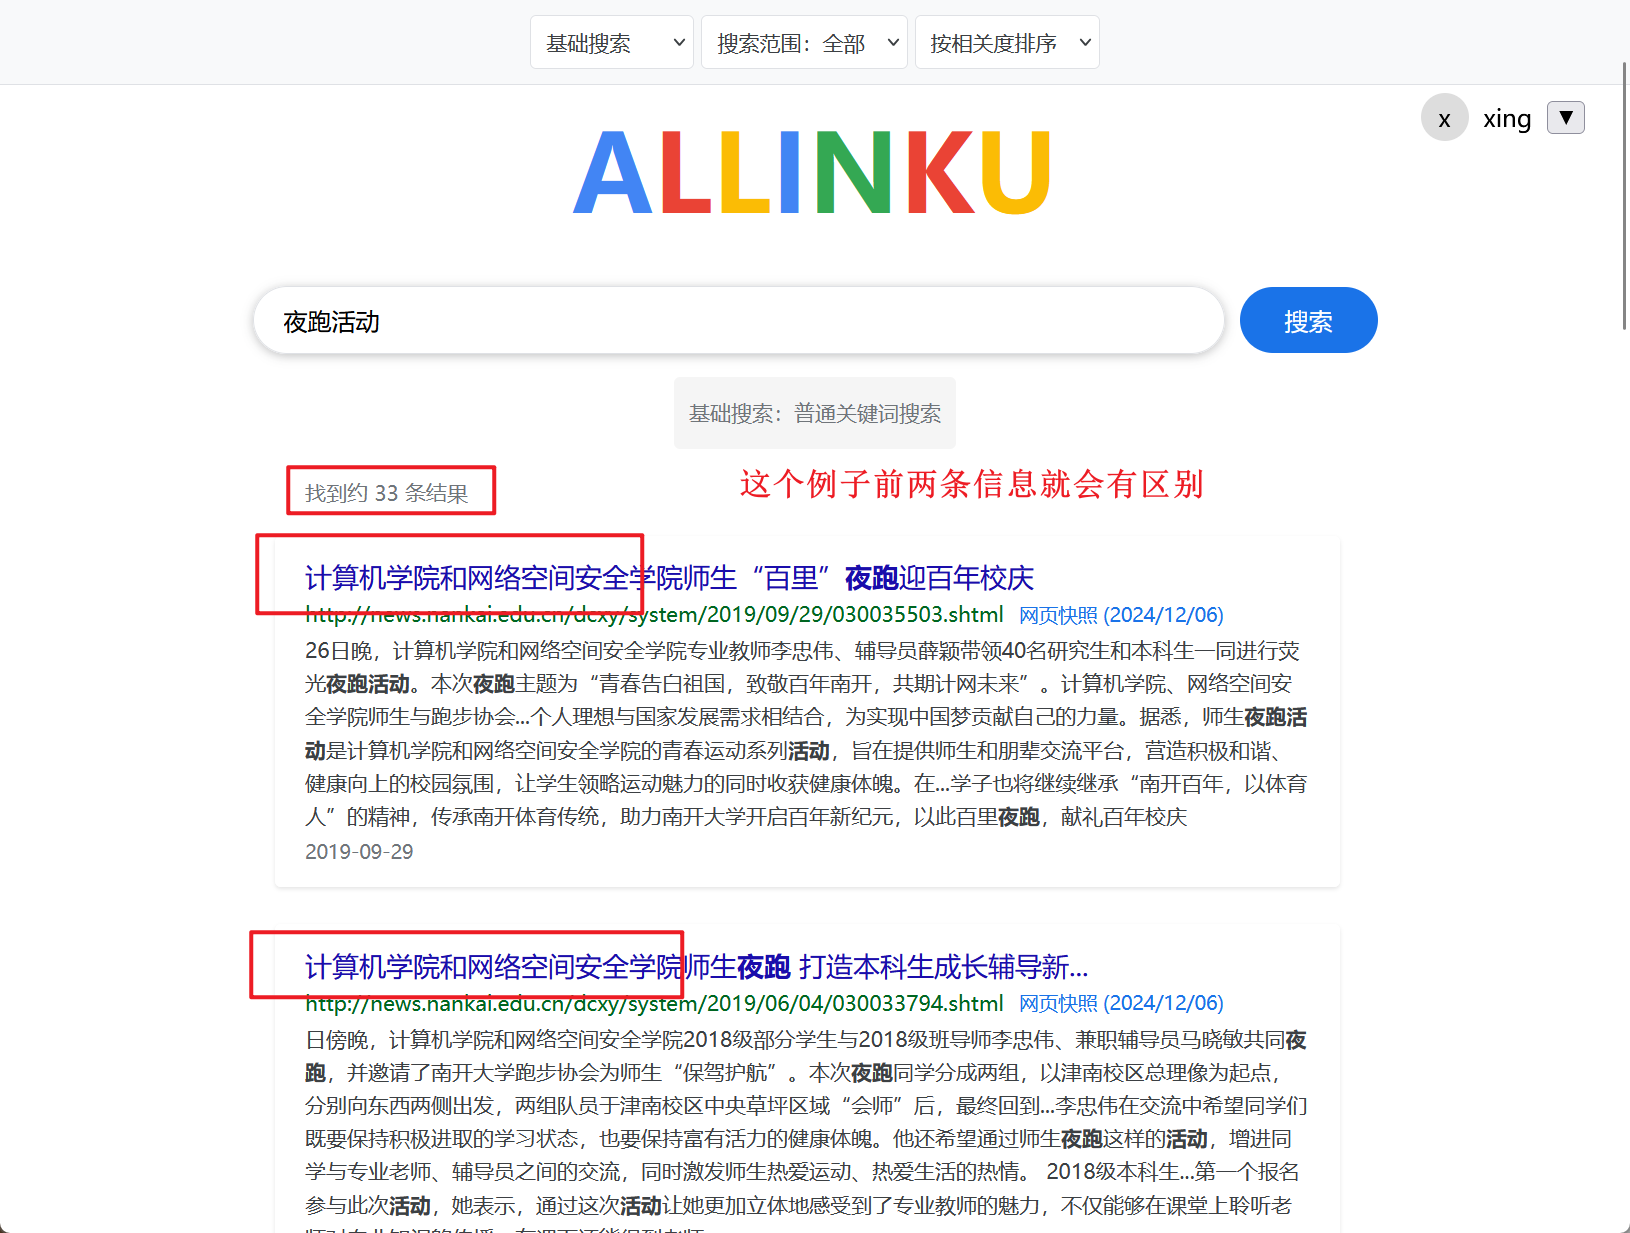 基础搜索 搜索范围：全部 按相关度排序
x xing ▼
ALLINKU
夜跑活动 搜索
基础搜索：普通关键词搜索
找到约 33 条结果
这个例子前两条信息就会有区别
计算机学院和网络空间安全学院师生“百里”夜跑迎百年校庆
http://news.nankai.edu.cn/dcxy/system/2019/09/29/030035503.shtml 网页快照 (2024/12/06)
26日晚，计算机学院和网络空间安全学院专业教师李忠伟、辅导员薛颖带领40名研究生和本科生一同进行荧
光夜跑活动。本次夜跑主题为“青春告白祖国，致敬百年南开，共期计网未来”。计算机学院、网络空间安
全学院师生与跑步协会...个人理想与国家发展需求相结合，为实现中国梦贡献自己的力量。据悉，师生夜跑活
动是计算机学院和网络空间安全学院的青春运动系列活动，旨在提供师生和朋辈交流平台，营造积极和谐、
健康向上的校园氛围，让学生领略运动魅力的同时收获健康体魄。在...学子也将继续继承“南开百年，以体育
人”的精神，传承南开体育传统，助力南开大学开启百年新纪元，以此百里夜跑，献礼百年校庆
2019-09-29
计算机学院和网络空间安全学院师生夜跑 打造本科生成长辅导新...
http://news.nankai.edu.cn/dcxy/system/2019/06/04/030033794.shtml 网页快照 (2024/12/06)
日傍晚，计算机学院和网络空间安全学院2018级部分学生与2018级班导师李忠伟、兼职辅导员马晓敏共同夜
跑，并邀请了南开大学跑步协会为师生“保驾护航”。本次夜跑同学分成两组，以津南校区总理像为起点，
分别向东西两侧出发，两组队员于津南校区中央草坪区域“会师”后，最终回到...李忠伟在交流中希望同学们
既要保持积极进取的学习状态，也要保持富有活力的健康体魄。他还希望通过师生夜跑这样的活动，增进同
学与专业老师、辅导员之间的交流，同时激发师生热爱运动、热爱生活的热情。 2018级本科生...第一个报名
参与此次活动，她表示，通过这次活动让她更加立体地感受到了专业教师的魅力，不仅能够在课堂上聆听老